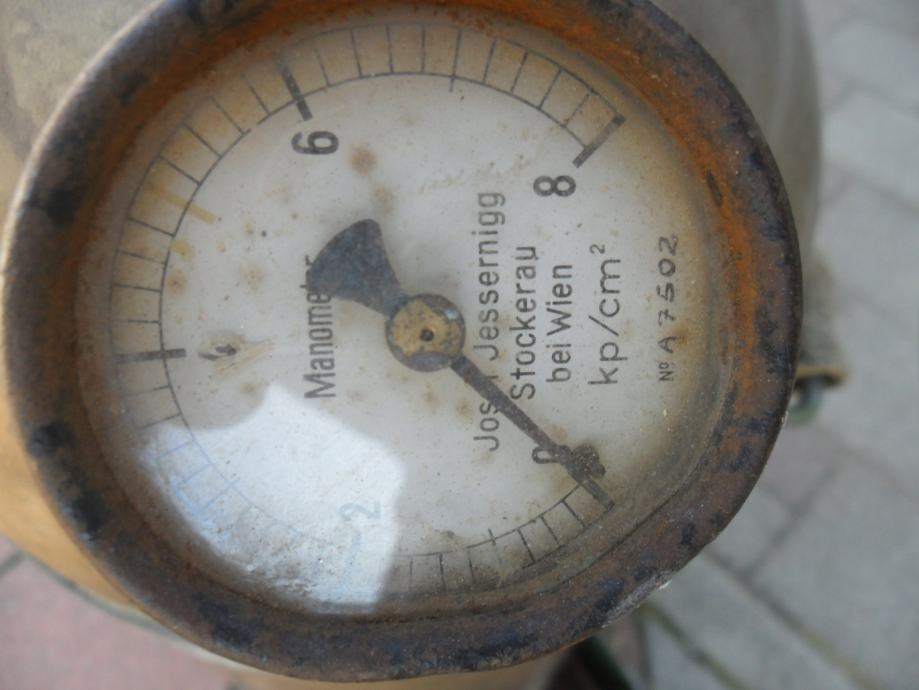 0
2
4
6
8
Manometer
Josef Jessernigg
Stockerau
bei Wien
kp/cm²
Nº A 7502